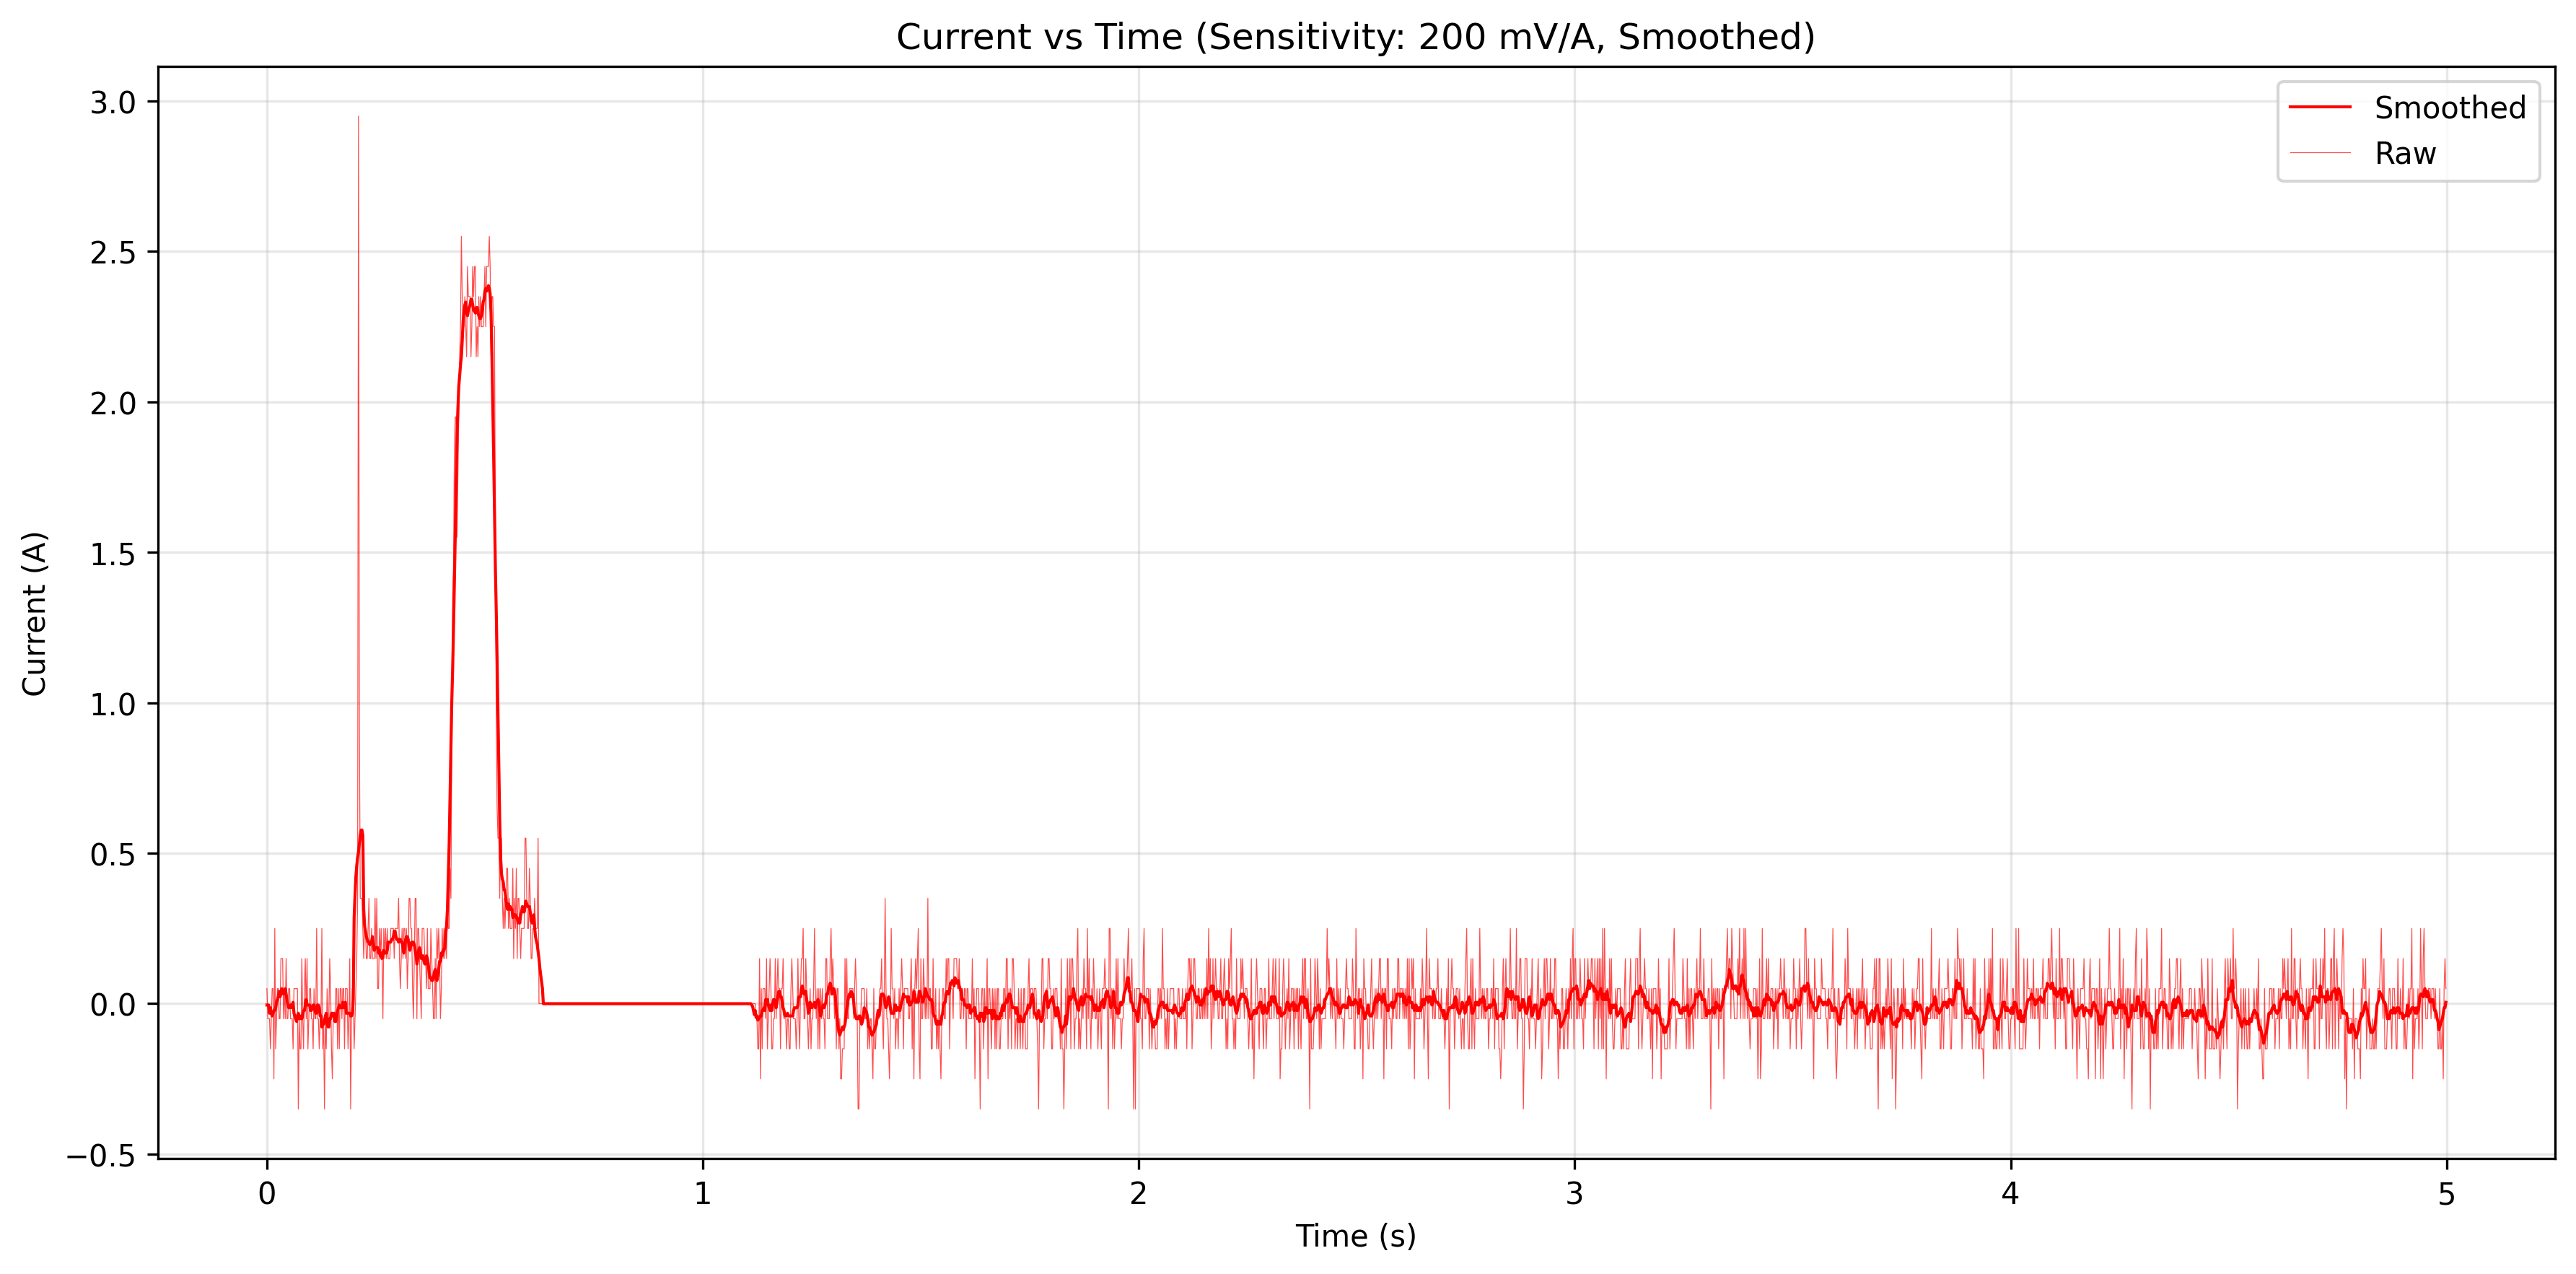 Current vs Time (Sensitivity: 200 mV/A, Smoothed)
Smoothed
Raw
3.0
2.5
2.0
1.5
1.0
0.5
0.0
−0.5
Current (A)
0 1 2 3 4 5
Time (s)